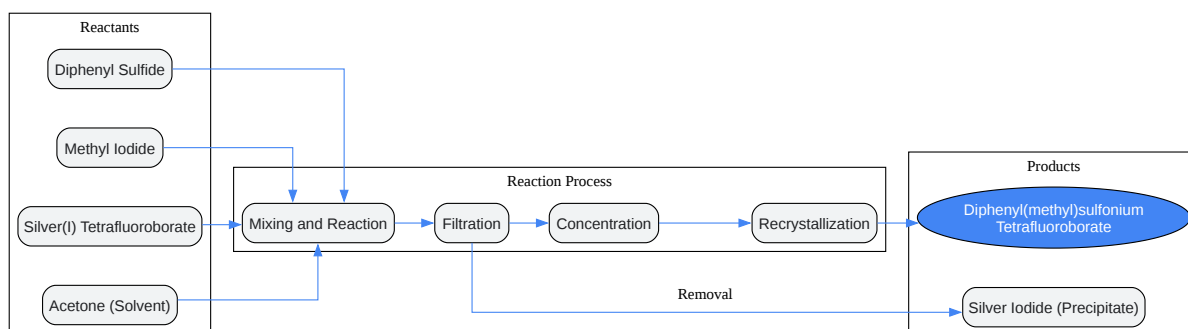 Reactants
Diphenyl Sulfide
Methyl Iodide
Silver(I) Tetrafluoroborate
Acetone (Solvent)
Reaction Process
Mixing and Reaction
Filtration
Concentration
Recrystallization
Removal
Products
Diphenyl(methyl)sulfonium
Tetrafluoroborate
Silver Iodide (Precipitate)